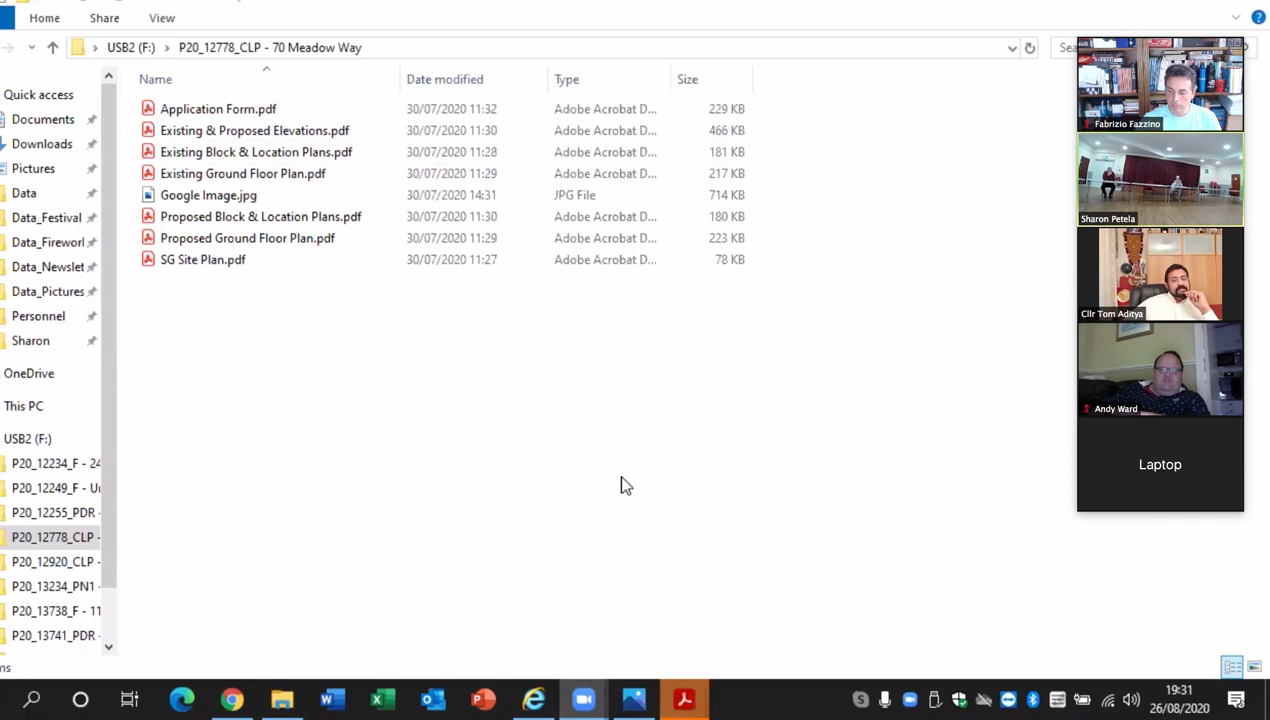 Home Share View
USB2 (F:) P20_12778_CLP - 70 Meadow Way
Sea
Name Date modified Type Size
Application Form.pdf 30/07/2020 11:32 Adobe Acrobat D... 229 KB
Existing & Proposed Elevations.pdf 30/07/2020 11:30 Adobe Acrobat D... 466 KB
Existing Block & Location Plans.pdf 30/07/2020 11:28 Adobe Acrobat D... 181 KB
Existing Ground Floor Plan.pdf 30/07/2020 11:29 Adobe Acrobat D... 217 KB
Google Image.jpg 30/07/2020 14:31 JPG File 714 KB
Proposed Block & Location Plans.pdf 30/07/2020 11:30 Adobe Acrobat D... 180 KB
Proposed Ground Floor Plan.pdf 30/07/2020 11:29 Adobe Acrobat D... 223 KB
SG Site Plan.pdf 30/07/2020 11:27 Adobe Acrobat D... 78 KB
Quick access
Documents
Downloads
Pictures
Data
Data_Festival
Data_Firewor
Data_Newslet
Data_Pictures
Personnel
Sharon
OneDrive
This PC
USB2 (F:)
P20_12234_F - 24
P20_12249_F - Ur
P20_12255_PDR -
P20_12778_CLP -
P20_12920_CLP -
P20_13234_PN1 -
P20_13738_F - 11
P20_13741_PDR -
ms
Fabrizio Fazzino
Sharon Petela
Cllr Tom Aditya
Andy Ward
Laptop
19:31
26/08/2020